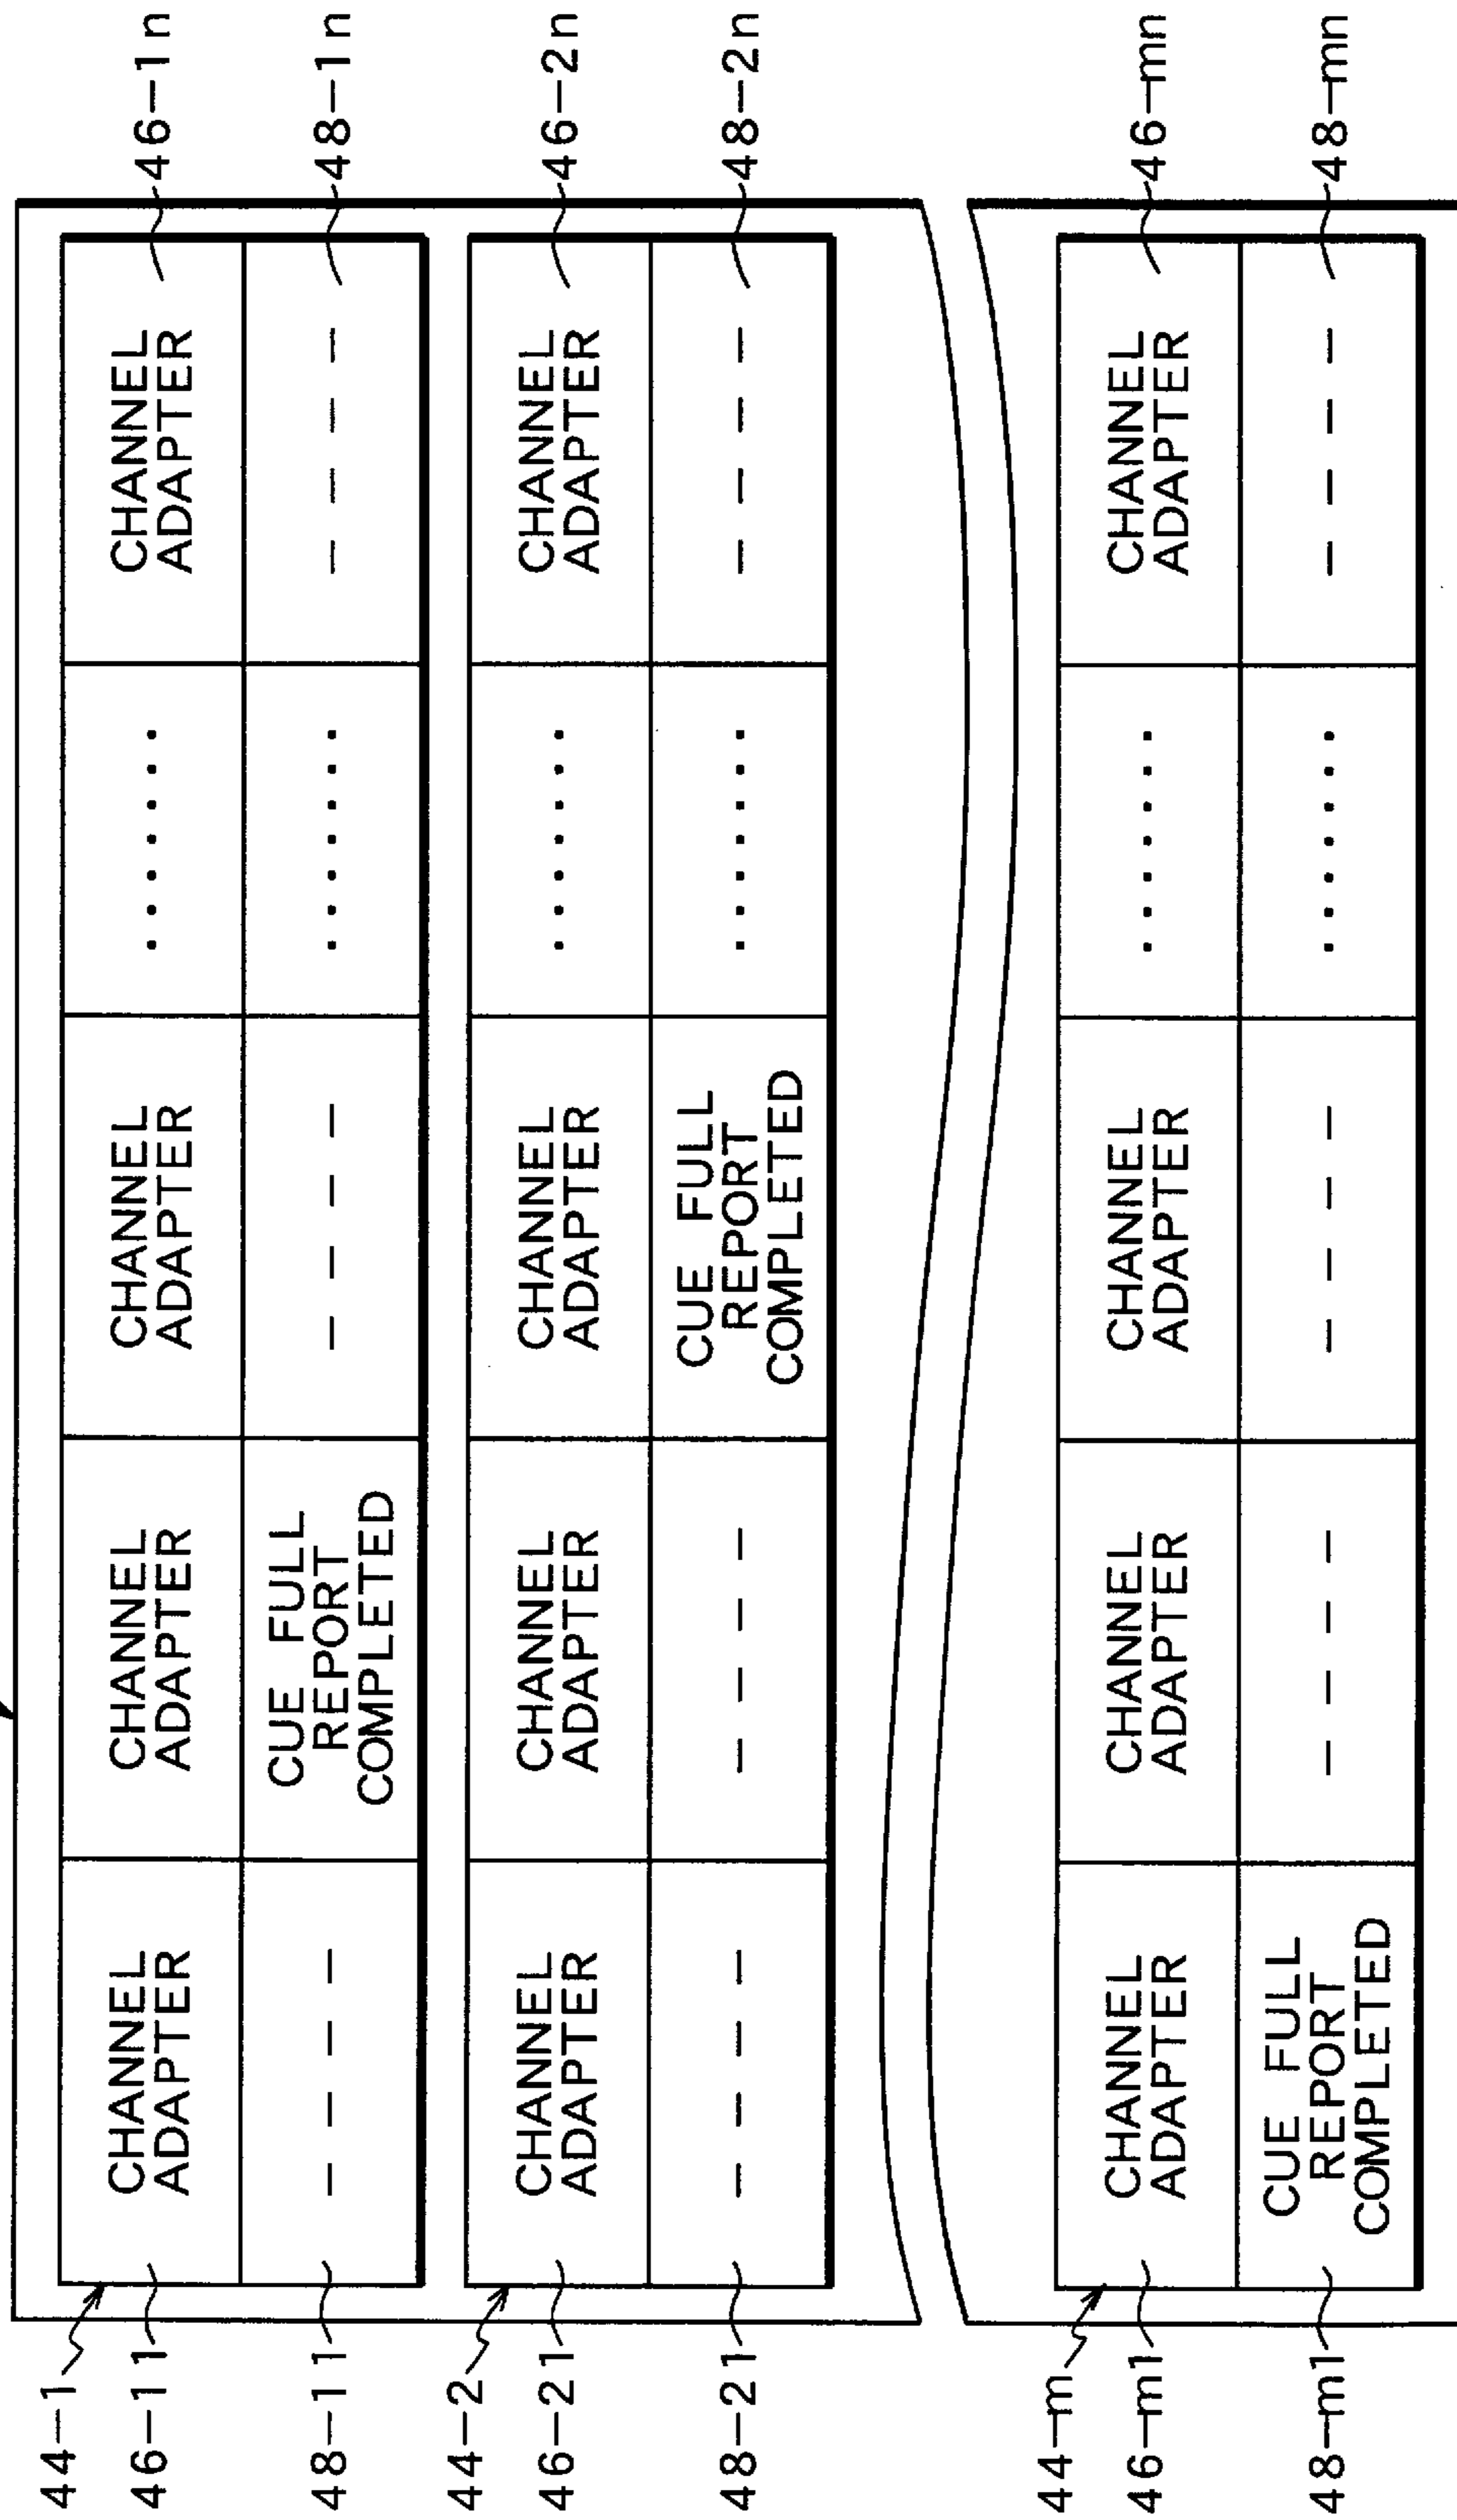 44-1
46-11
CHANNEL
ADAPTER
CHANNEL
ADAPTER
CHANNEL
ADAPTER
.......
CHANNEL
ADAPTER
46-1n
48-11
— — — —
CUE FULL
REPORT
COMPLETED
— — — —
.......
— — — —
48-1n
44-2
46-21
CHANNEL
ADAPTER
CHANNEL
ADAPTER
CHANNEL
ADAPTER
.......
CHANNEL
ADAPTER
46-2n
48-21
— — — —
— — — —
CUE FULL
REPORT
COMPLETED
.......
— — — —
48-2n
44-m
46-m1
CHANNEL
ADAPTER
CHANNEL
ADAPTER
CHANNEL
ADAPTER
.......
CHANNEL
ADAPTER
46-mn
48-m1
CUE FULL
REPORT
COMPLETED
— — — —
— — — —
.......
— — — —
48-mn